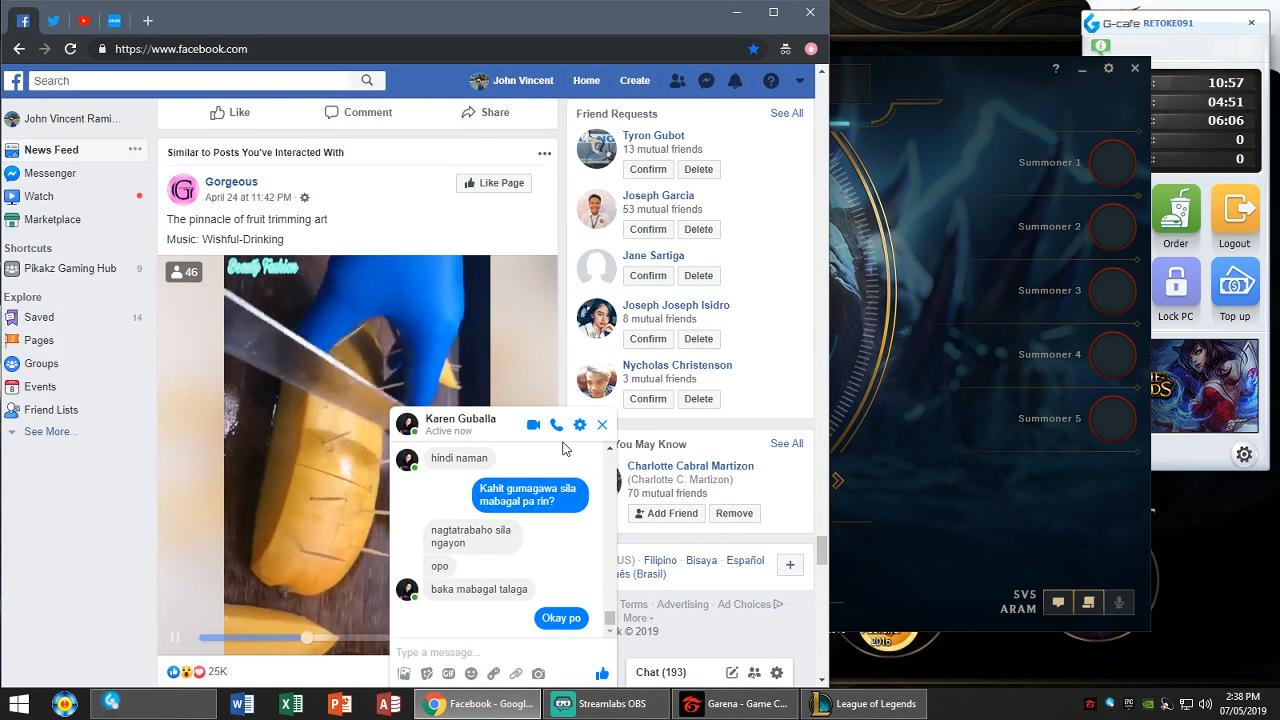 https://www.facebook.com
Search
John Vincent
Home
Create
John Vincent Rami...
News Feed
Messenger
Watch
Marketplace
Shortcuts
Pikakz Gaming Hub 9
Explore
Saved 14
Pages
Groups
8
Events
Friend Lists
See More...
Like
Comment
Share
Similar to Posts You've Interacted With
Gorgeous
April 24 at 11:42 PM
Like Page
The pinnacle of fruit trimming art
Music: Wishful-Drinking
46
Beauty Fashion
25K
Friend Requests
See All
Tyron Gubot
13 mutual friends
Confirm
Delete
Joseph Garcia
53 mutual friends
Confirm
Delete
Jane Sartiga
Confirm
Delete
Joseph Joseph Isidro
8 mutual friends
Confirm
Delete
Nycholas Christenson
3 mutual friends
Confirm
Delete
You May Know
See All
Charlotte Cabral Martizon
(Charlotte C. Martizon)
70 mutual friends
Add Friend
Remove
US) · Filipino · Bisaya · Español
uês (Brasil)
Terms · Advertising · Ad Choices
More
k © 2019
Chat (193)
Karen Guballa
Active now
hindi naman
Kahit gumagawa sila
mabagal pa rin?
nagtatrabaho sila
ngayon
opo
baka mabagal talaga
Okay po
Type a message...
GIF
Summoner 1
Summoner 2
Summoner 3
Summoner 4
Summoner 5
5V5
ARAM
2016
G-cafe RETOKE091
: 10:57
: 04:51
: 06:06
: 0
: 0
Order
Logout
Lock PC
Top up
Facebook - Googl...
Streamlabs OBS
Garena - Game C...
League of Legends
2:38 PM
07/05/2019